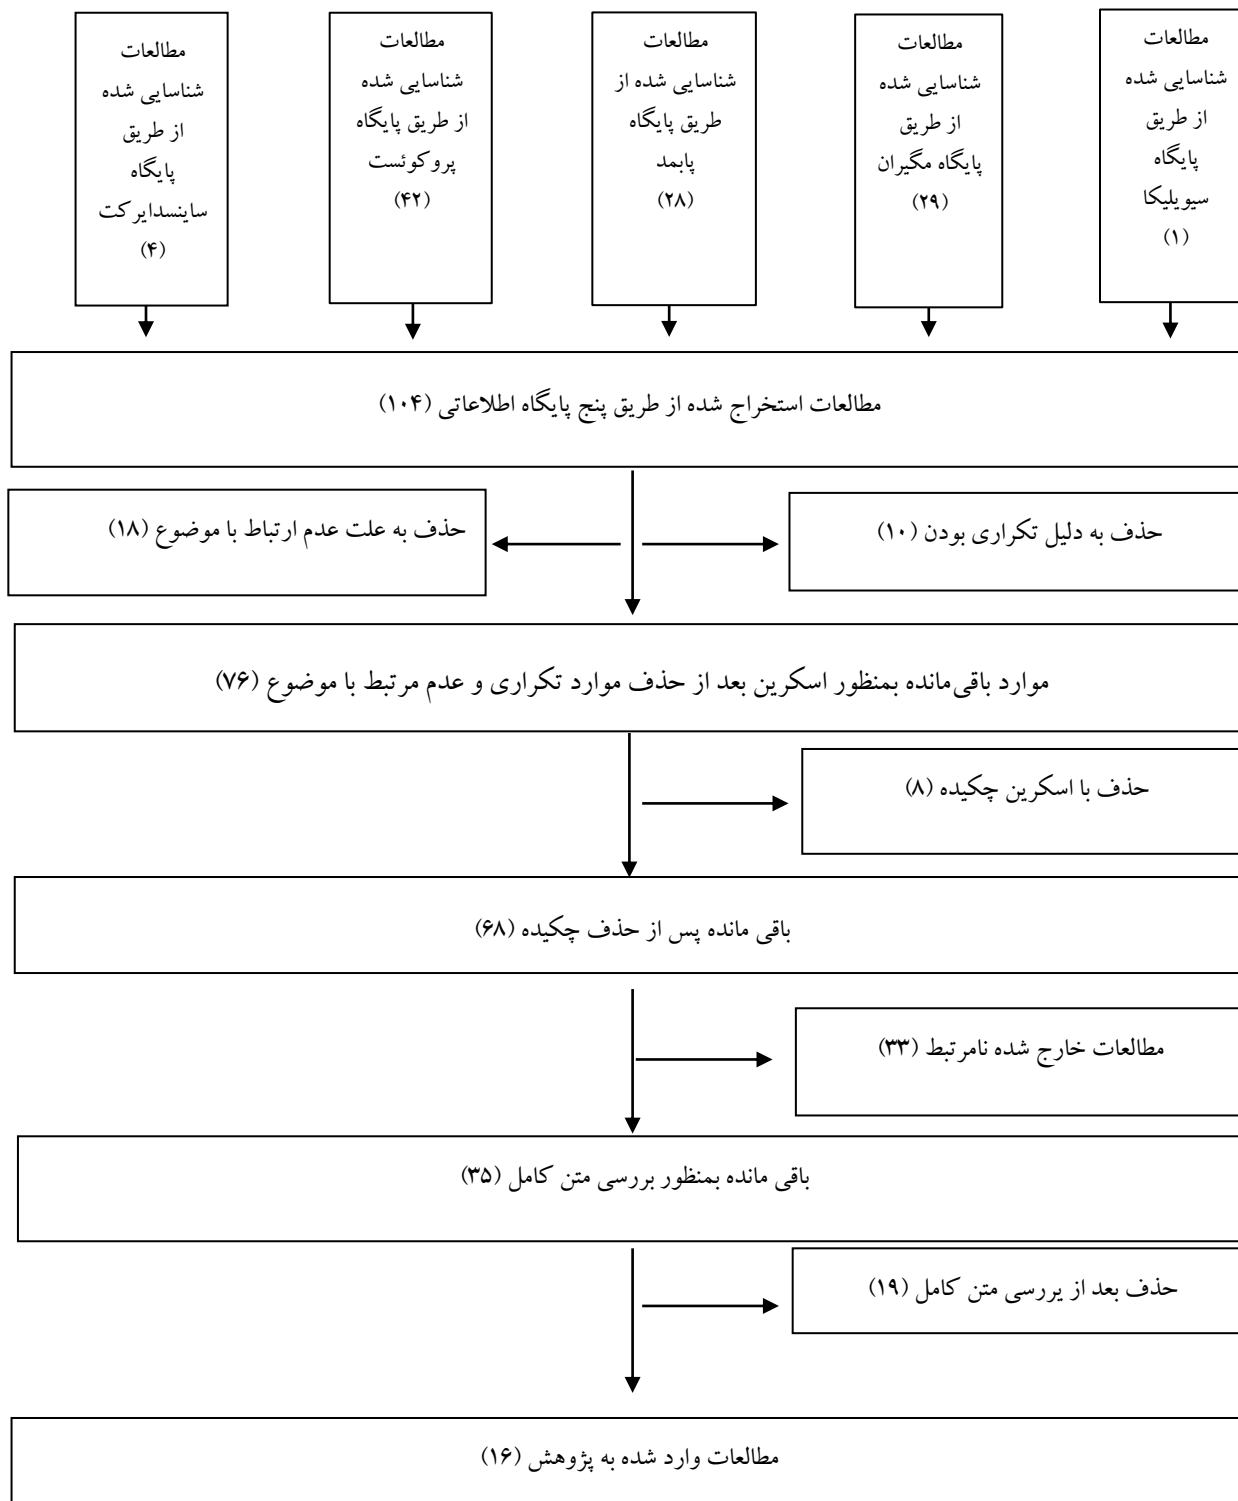 مطالعات
شناسایی شده
از طریق
پایگاه
سیویلیکا
(۱)
مطالعات
شناسایی شده
از طریق
پایگاه مگیران
(۲۹)
مطالعات
شناسایی شده از
طریق پایگاه
پابمد
(۲۸)
مطالعات
شناسایی شده
از طریق پایگاه
پروکوئست
(۴۲)
مطالعات
شناسایی شده
از طریق
پایگاه
ساینسدایرکت
(۴)
مطالعات استخراج شده از طریق پنج پایگاه اطلاعاتی (۱۰۴)
حذف به دلیل تکراری بودن (۱۰)
حذف به علت عدم ارتباط با موضوع (۱۸)
موارد باقی‌مانده بمنظور اسکرین بعد از حذف موارد تکراری و عدم مرتبط با موضوع (۷۶)
حذف با اسکرین چکیده (۸)
باقی مانده پس از حذف چکیده (۶۸)
مطالعات خارج شده نامرتبط (۳۳)
باقی مانده بمنظور بررسی متن کامل (۳۵)
حذف بعد از یررسی متن کامل (۱۹)
مطالعات وارد شده به پژوهش (۱۶)